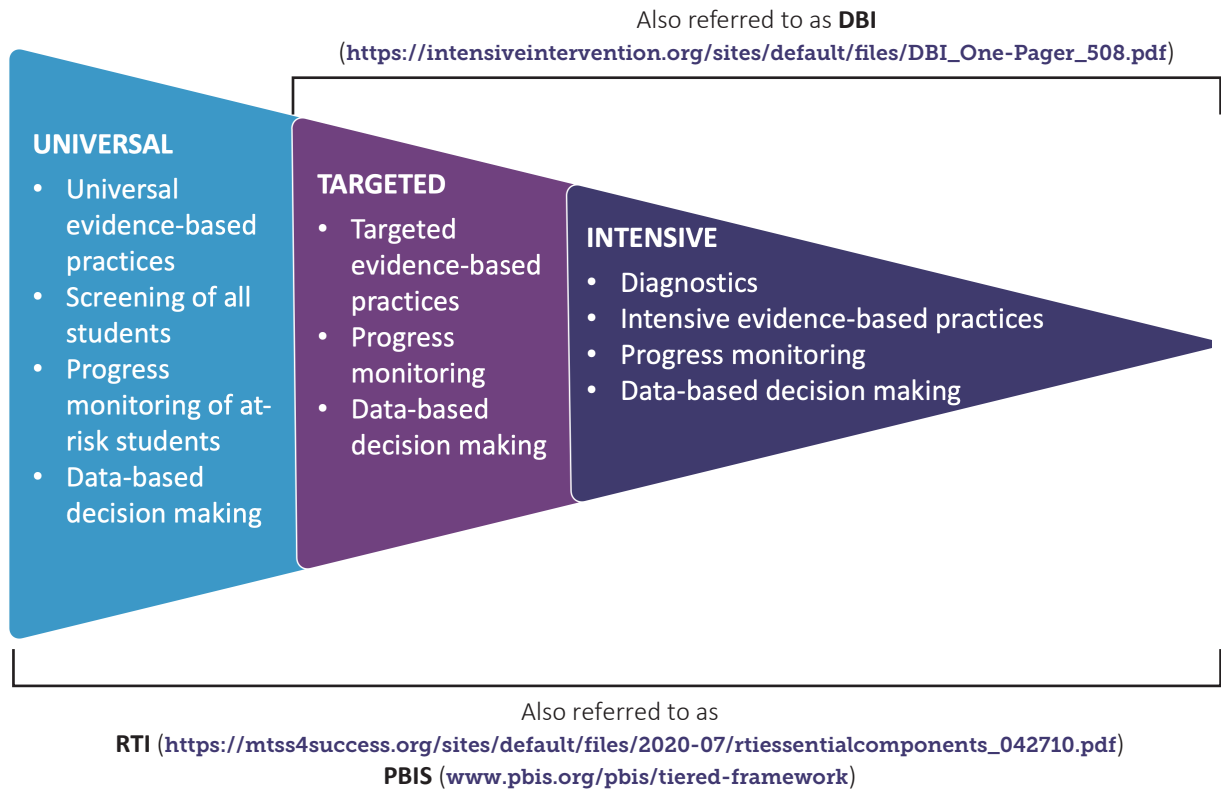 Also referred to as DBI
(https://intensiveintervention.org/sites/default/files/DBI_One-Pager_508.pdf)
UNIVERSAL
• Universal
evidence-based
practices
• Screening of all
students
• Progress
monitoring of at-
risk students
• Data-based
decision making
TARGETED
• Targeted
evidence-based
practices
• Progress
monitoring
• Data-based
decision making
INTENSIVE
• Diagnostics
• Intensive evidence-based practices
• Progress monitoring
• Data-based decision making
Also referred to as
RTI (https://mtss4success.org/sites/default/files/2020-07/rtiessentialcomponents_042710.pdf)
PBIS (www.pbis.org/pbis/tiered-framework)